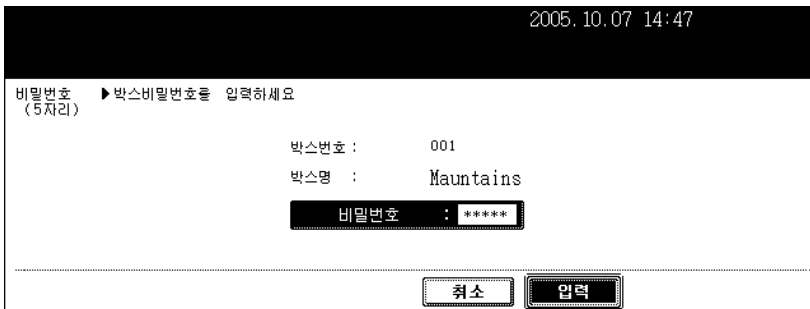 2005.10.07 14:47
비밀번호 ▶박스비밀번호를 입력하세요
(5자리)
박스번호 : 001
박스명 : Mauntains
비밀번호 : *****
취소 입력